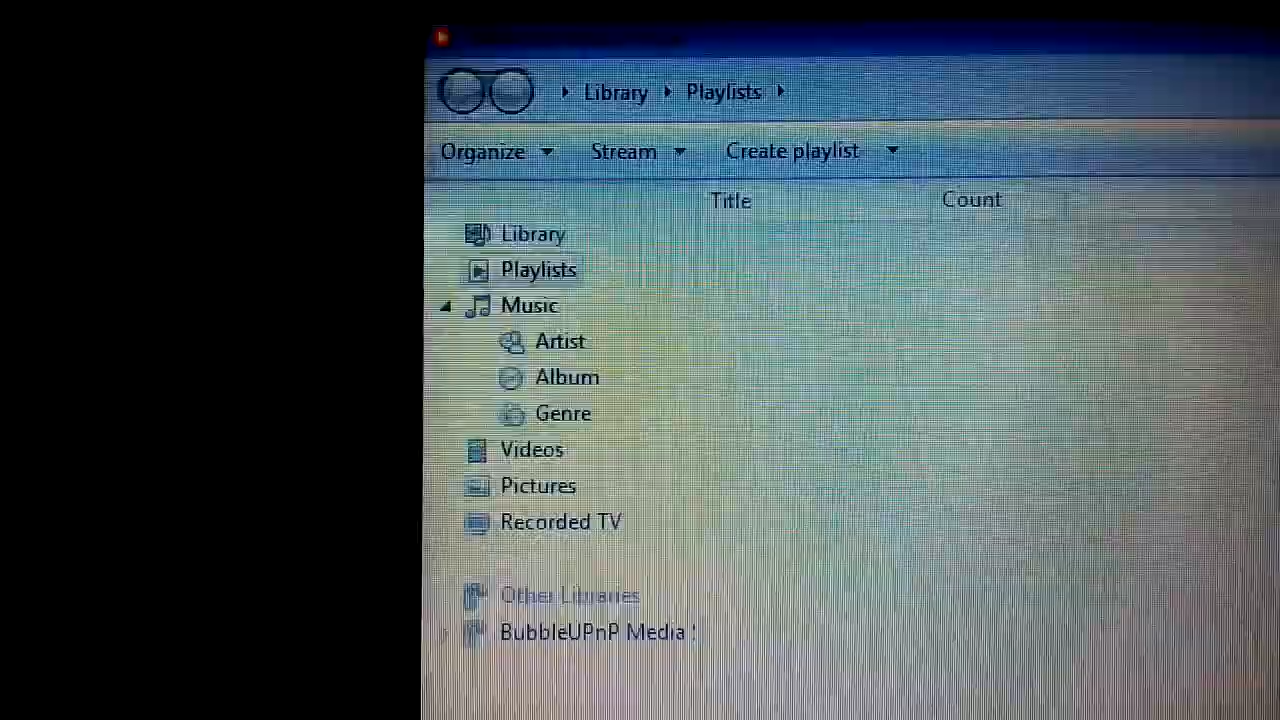 Library Playlists
Organize Stream Create playlist
Title Count
Library
Playlists
Music
Artist
Album
Genre
Videos
Pictures
Recorded TV
Other Libraries
BubbleUPnP Media